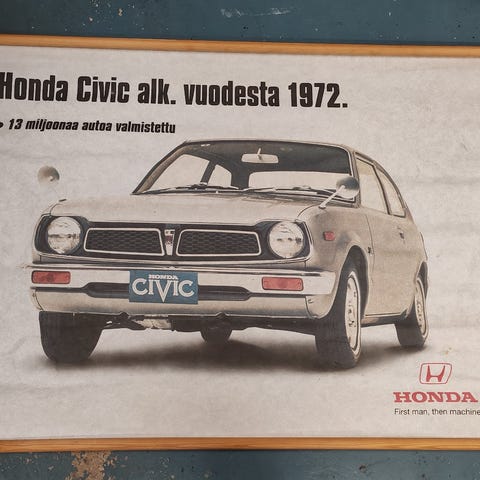 Honda Civic alk. vuodesta 1972.
• 13 miljoonaa autoa valmistettu
HONDA
CIVIC
HONDA
First man, then machine